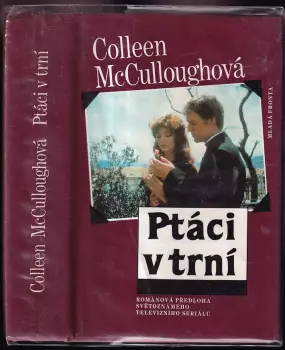 Colleen McCulloughová Ptáci v trní
Colleen
McCulloughová
MLADÁ FRONTA
Ptáci
v trní
ROMÁNOVÁ PŘEDLOHA
SVĚTOZNÁMÉHO
TELEVIZNÍHO SERIÁLU